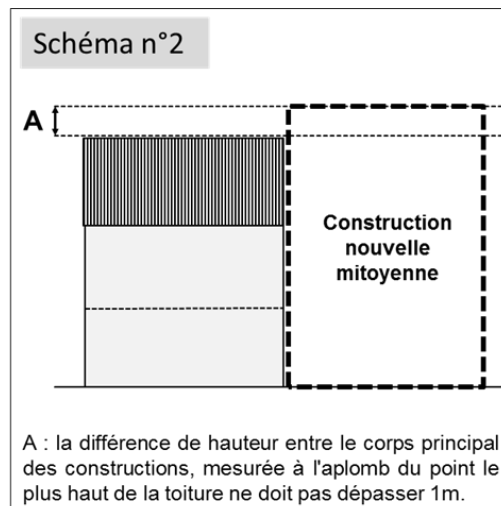 Schéma n°2
A
Construction
nouvelle
mitoyenne
A : la différence de hauteur entre le corps principal
des constructions, mesurée à l'aplomb du point le
plus haut de la toiture ne doit pas dépasser 1m.